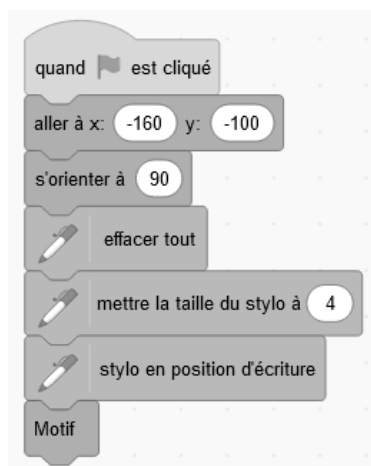 quand est cliqué
aller à x: -160 y: -100
s'orienter à 90
effacer tout
mettre la taille du stylo à 4
stylo en position d'écriture
Motif